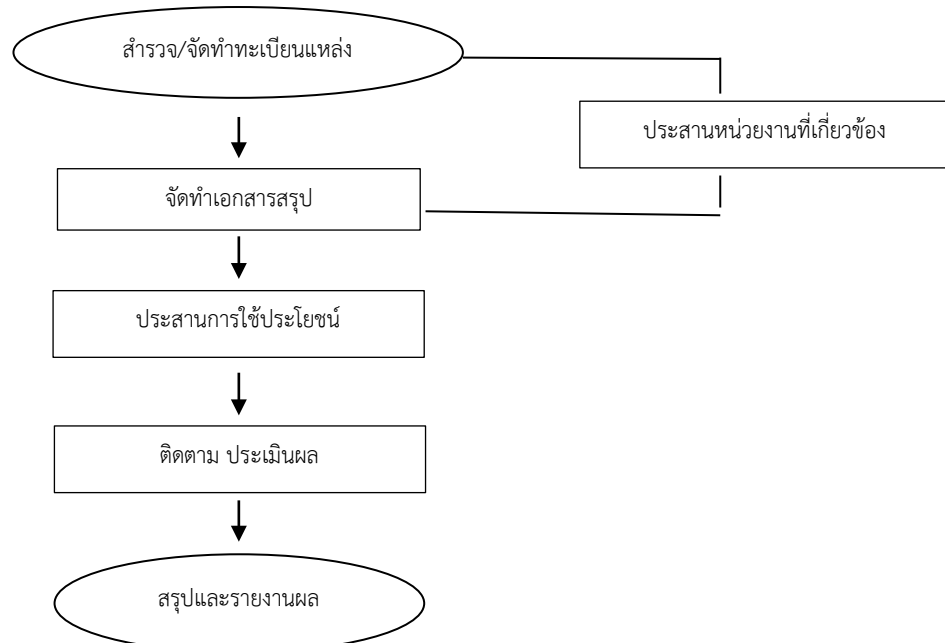 สำรวจ/จัดทำทะเบียนแหล่ง
ประสานหน่วยงานที่เกี่ยวข้อง
จัดทำเอกสารสรุป
ประสานการใช้ประโยชน์
ติดตาม ประเมินผล
สรุปและรายงานผล